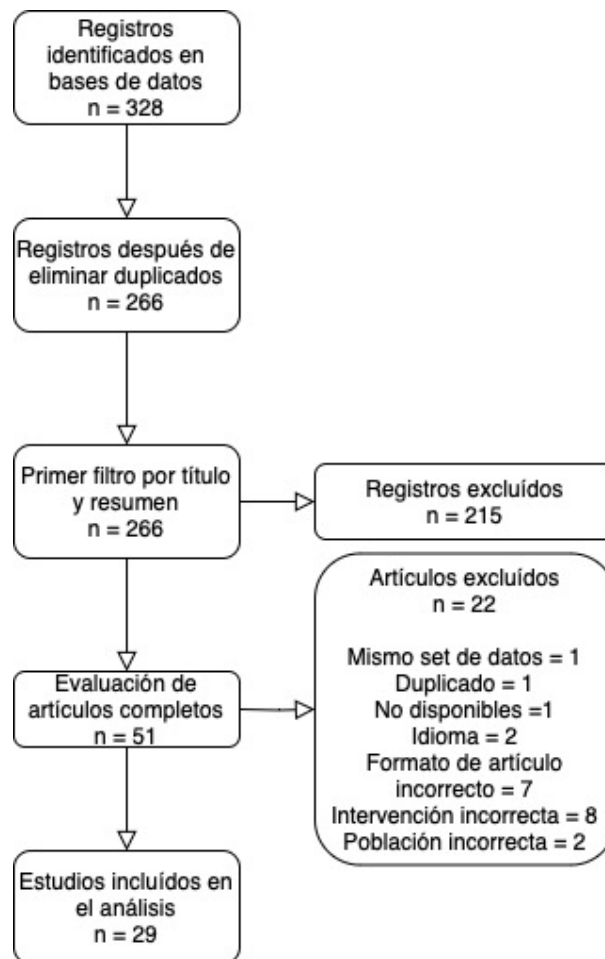 Registros
identificados en
bases de datos
n = 328
Registros después de
eliminar duplicados
n = 266
Primer filtro por título
y resumen
n = 266
Registros excluídos
n = 215
Evaluación de
artículos completos
n = 51
Artículos excluídos
n = 22
Mismo set de datos = 1
Duplicado = 1
No disponibles =1
Idioma = 2
Formato de artículo
incorrecto = 7
Intervención incorrecta = 8
Población incorrecta = 2
Estudios incluídos en
el análisis
n = 29